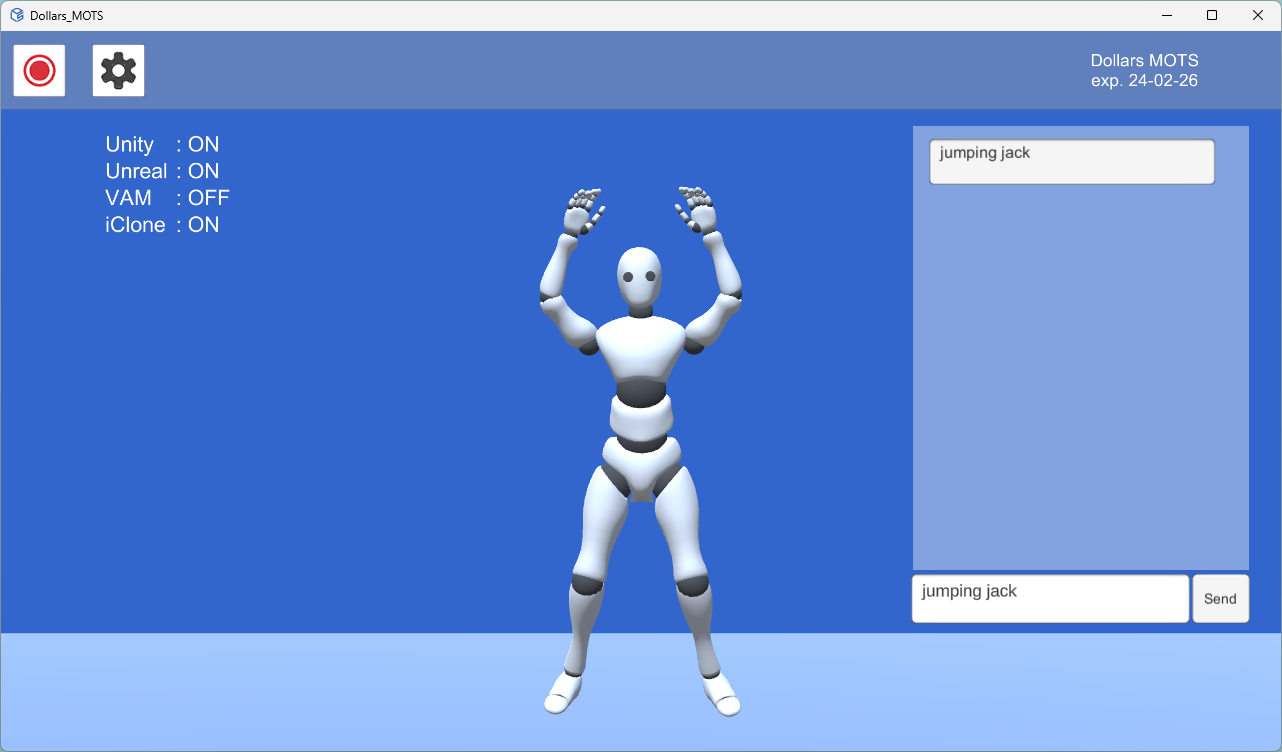 Dollars_MOTS
Dollars MOTS
exp. 24-02-26
Unity : ON
Unreal : ON
VAM : OFF
iClone : ON
jumping jack
jumping jack
Send